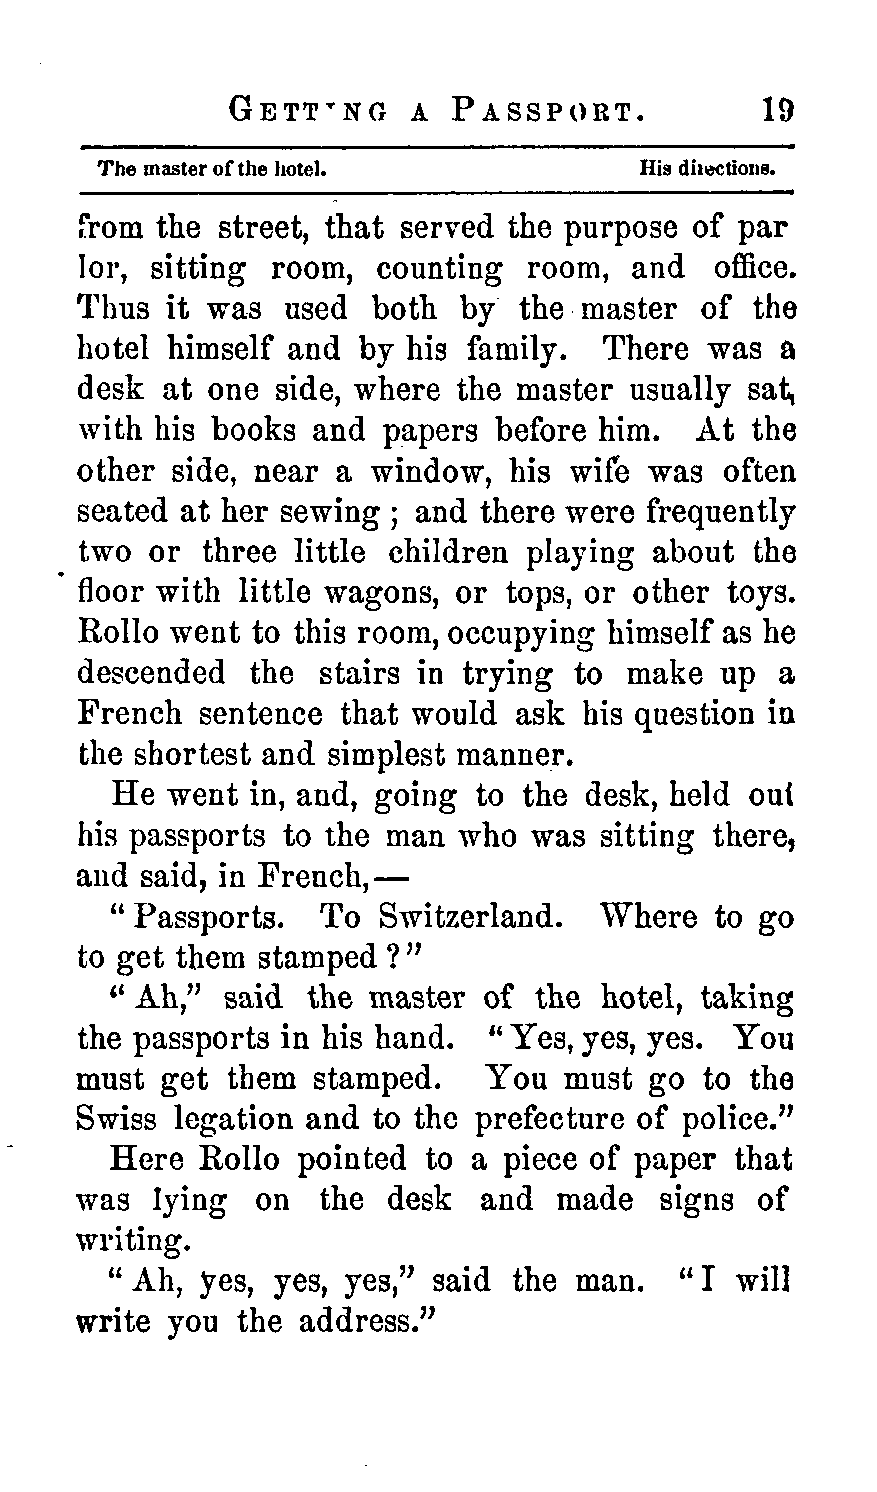 GETTING A PASSPORT. 19
The master of the hotel. His directions.
from the street, that served the purpose of par
lor, sitting room, counting room, and office.
Thus it was used both by the master of the
hotel himself and by his family. There was a
desk at one side, where the master usually sat,
with his books and papers before him. At the
other side, near a window, his wife was often
seated at her sewing ; and there were frequently
two or three little children playing about the
floor with little wagons, or tops, or other toys.
Rollo went to this room, occupying himself as he
descended the stairs in trying to make up a
French sentence that would ask his question in
the shortest and simplest manner.
He went in, and, going to the desk, held out
his passports to the man who was sitting there,
and said, in French,—
“Passports. To Switzerland. Where to go
to get them stamped ?”
“Ah,” said the master of the hotel, taking
the passports in his hand. “Yes, yes, yes. You
must get them stamped. You must go to the
Swiss legation and to the prefecture of police.”
Here Rollo pointed to a piece of paper that
was lying on the desk and made signs of
writing.
“Ah, yes, yes, yes,” said the man. “I will
write you the address.”